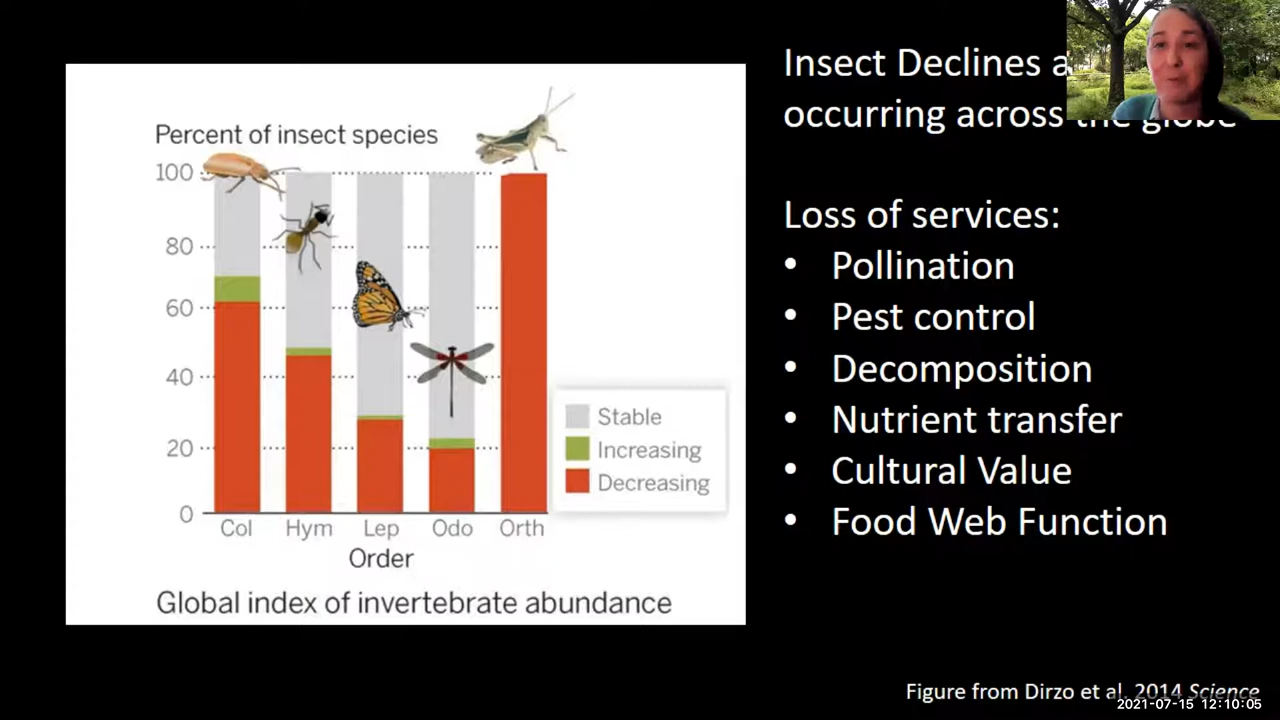 Percent of insect species
100
80
60
40
20
0
Col Hym Lep Odo Orth
Order
Stable
Increasing
Decreasing
Global index of invertebrate abundance
Insect Declines
occurring across the globe
Loss of services:
• Pollination
• Pest control
• Decomposition
• Nutrient transfer
• Cultural Value
• Food Web Function
Figure from Dirzo et al. 2014 Science
2021-07-15 12:10:05